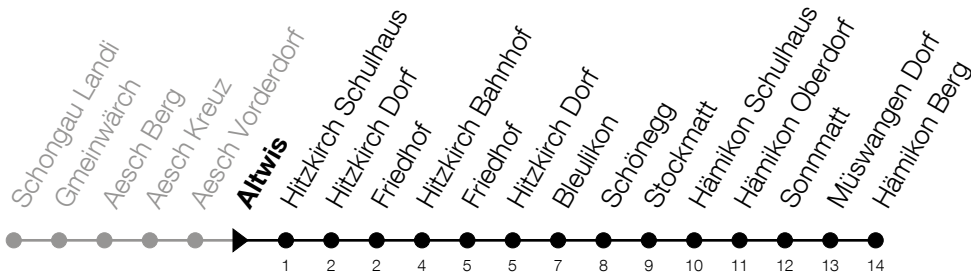 Schongau Landi
Gmeinwärch
Aesch Berg
Aesch Kreuz
Aesch Vorderdorf
Altwis
Hitzkirch Schulhaus
Hitzkirch Dorf
Friedhof
Hitzkirch Bahnhof
Friedhof
Hitzkirch Dorf
Bleulikon
Schönegg
Stockmatt
Hämikon Schulhaus
Hämikon Oberdorf
Sonnmatt
Müswangen Dorf
Hämikon Berg
1 2 2 4 5 5 7 8 9 10 11 12 13 14